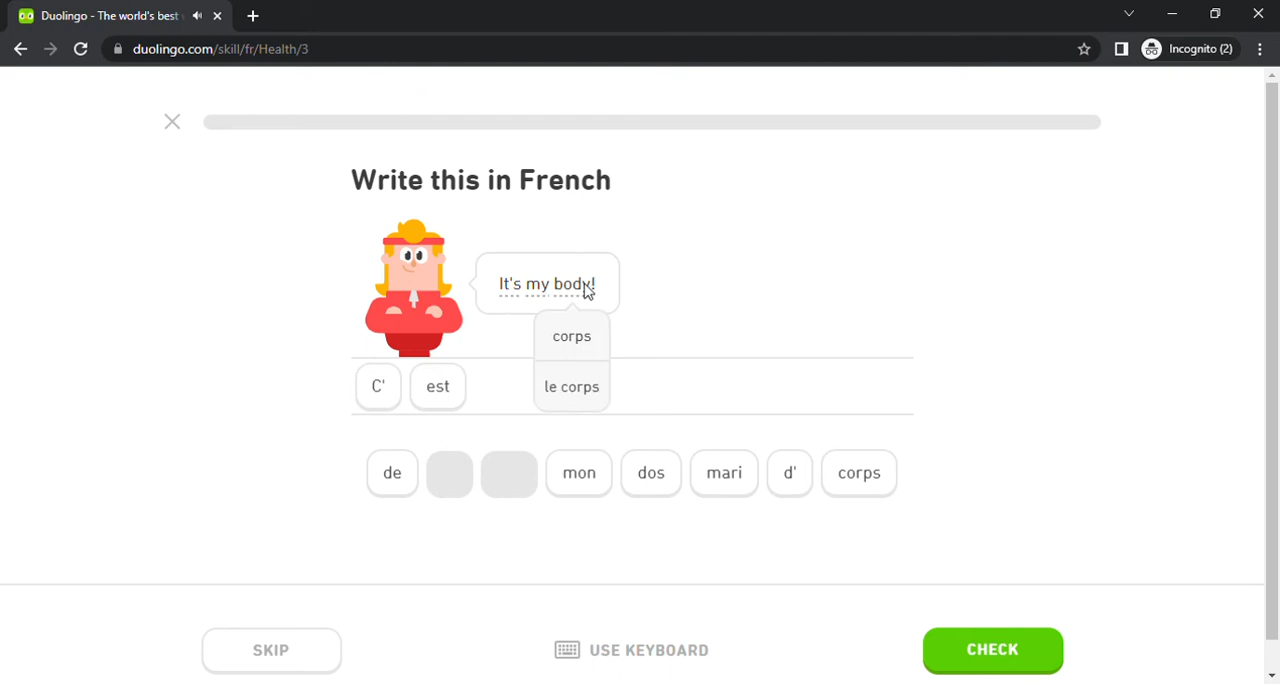 Duolingo - The world's best
duolingo.com/skill/fr/Health/3
Incognito (2)
Write this in French
It's my body!
corps
le corps
C' est
de mon dos mari d' corps
SKIP
USE KEYBOARD
CHECK